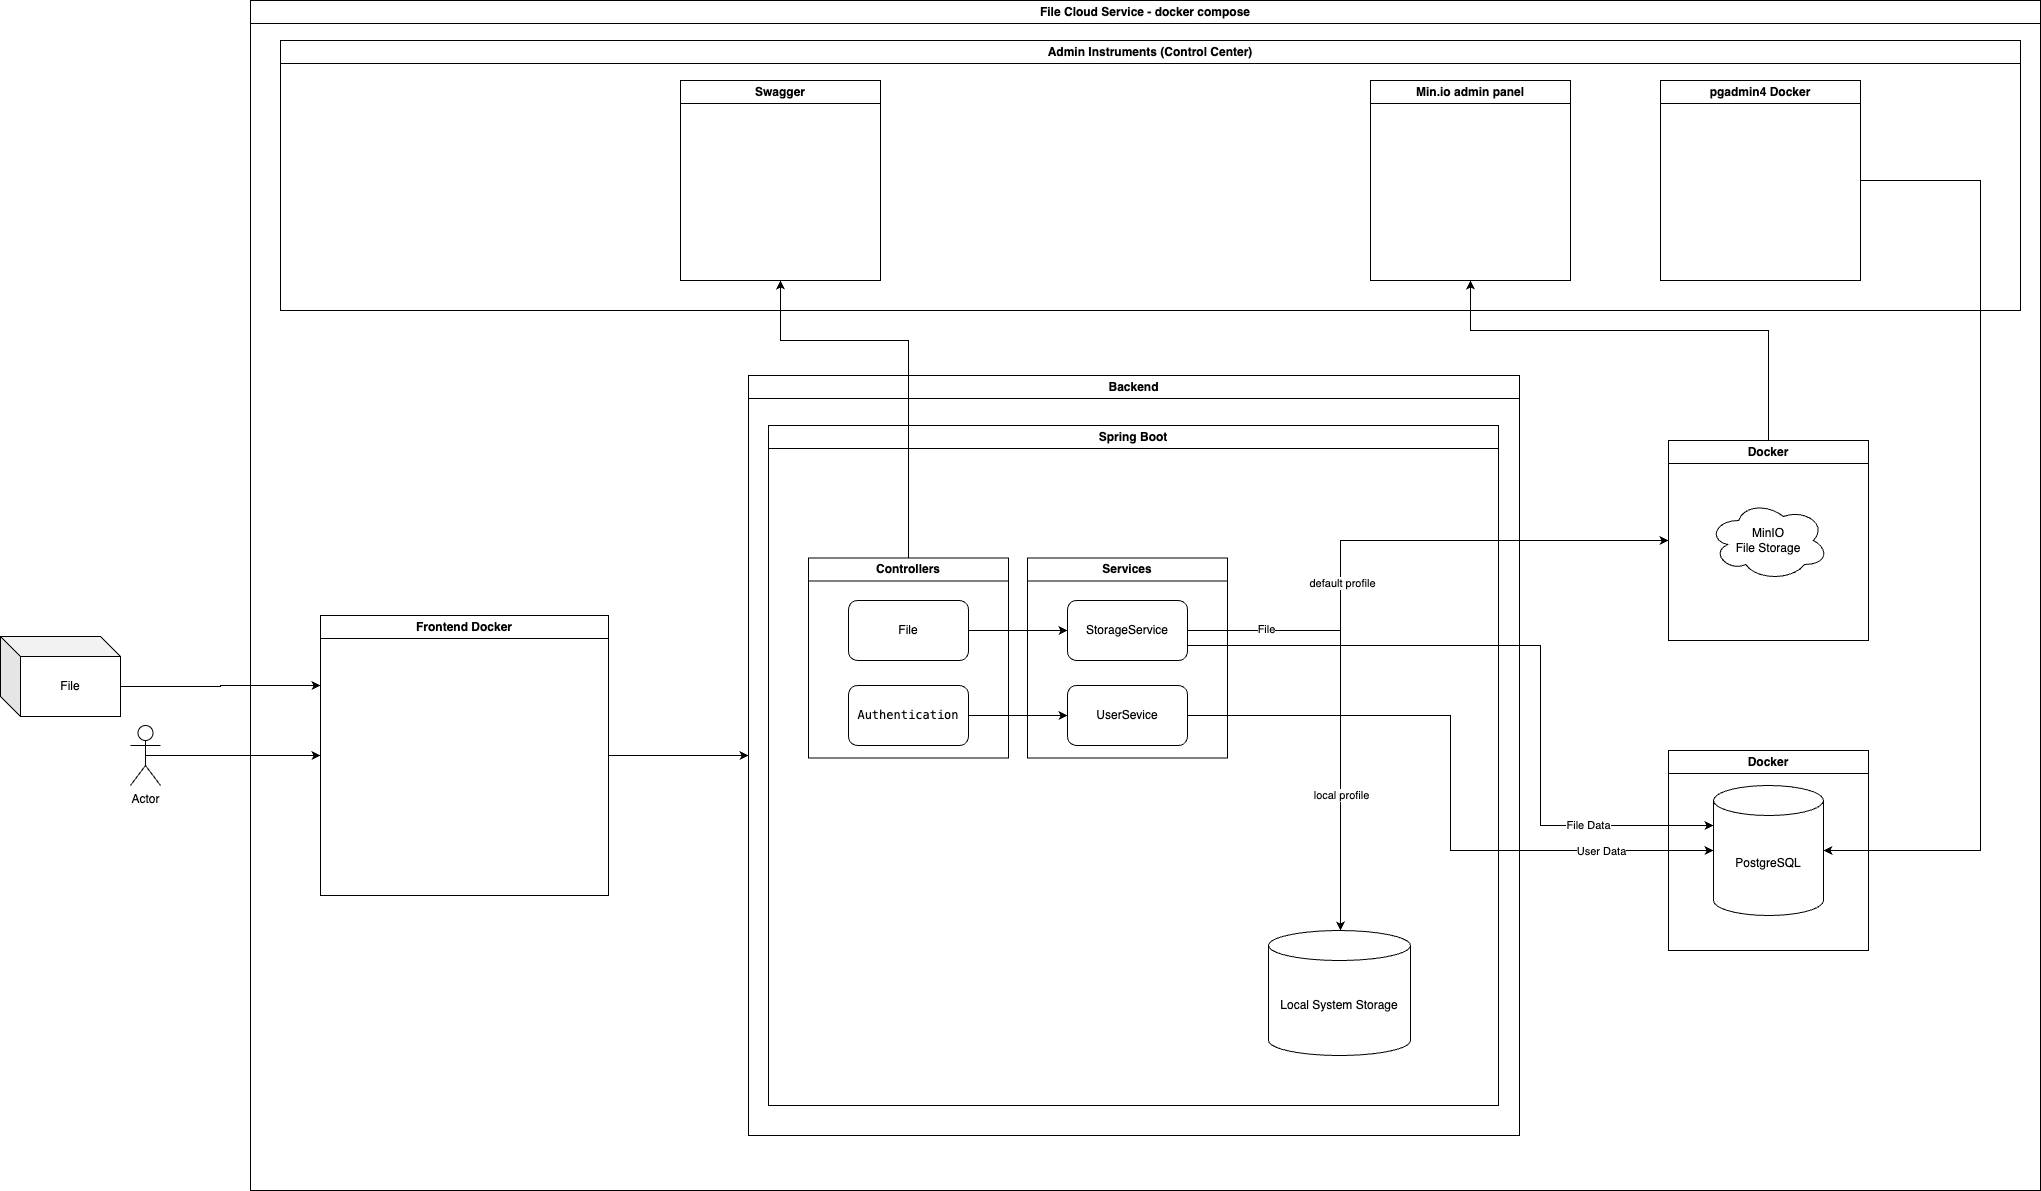 File Cloud Service - docker compose
Admin Instruments (Control Center)
Swagger
Min.io admin panel
pgadmin4 Docker
Backend
Spring Boot
Docker
MinIO
File Storage
Controllers
Services
default profile
File
StorageService
File
Frontend Docker
File
Authentication
UserSevice
Actor
local profile
Docker
File Data
User Data
PostgreSQL
Local System Storage